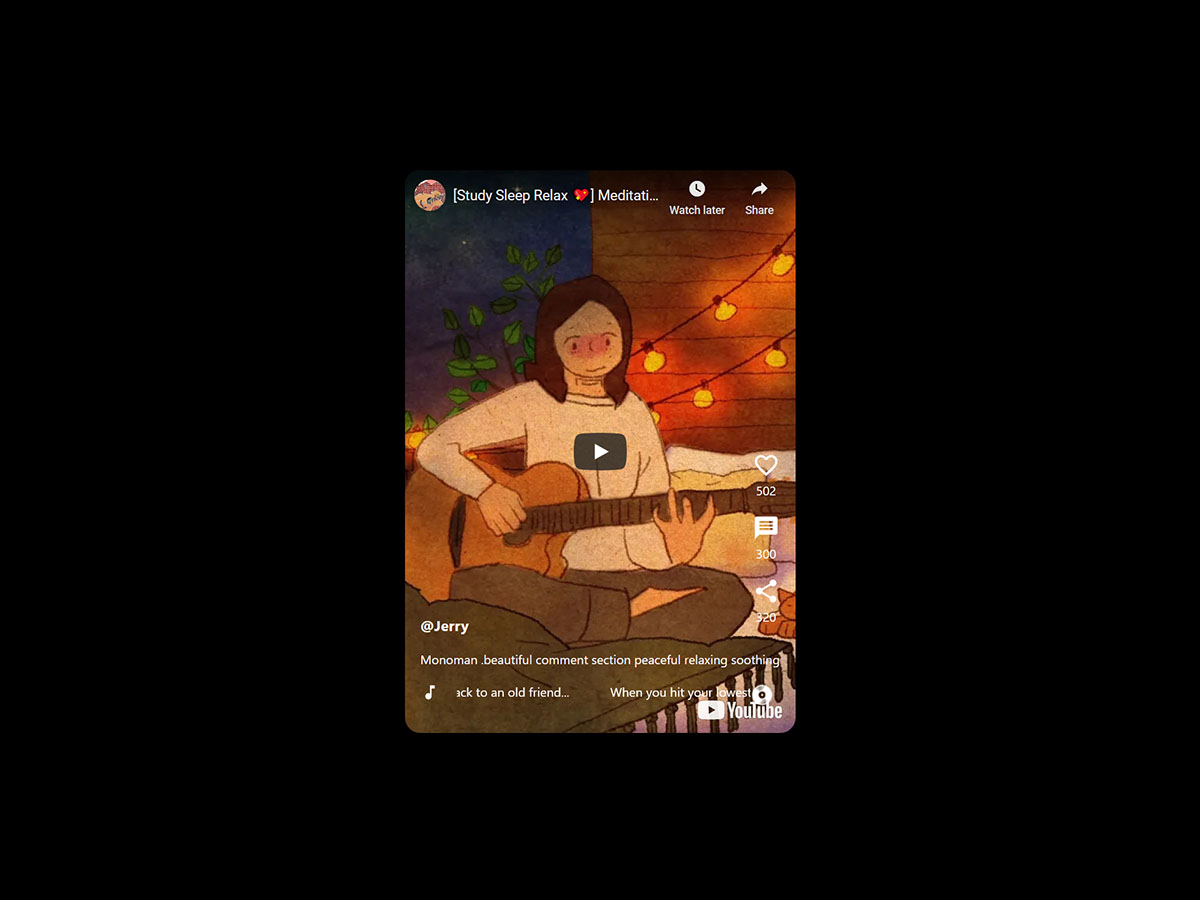 [Study Sleep Relax 💖] Meditati...
Watch later
Share
502
300
320
@Jerry
Monoman .beautiful comment section peaceful relaxing soothing
ack to an old friend... When you hit your lowest
YouTube